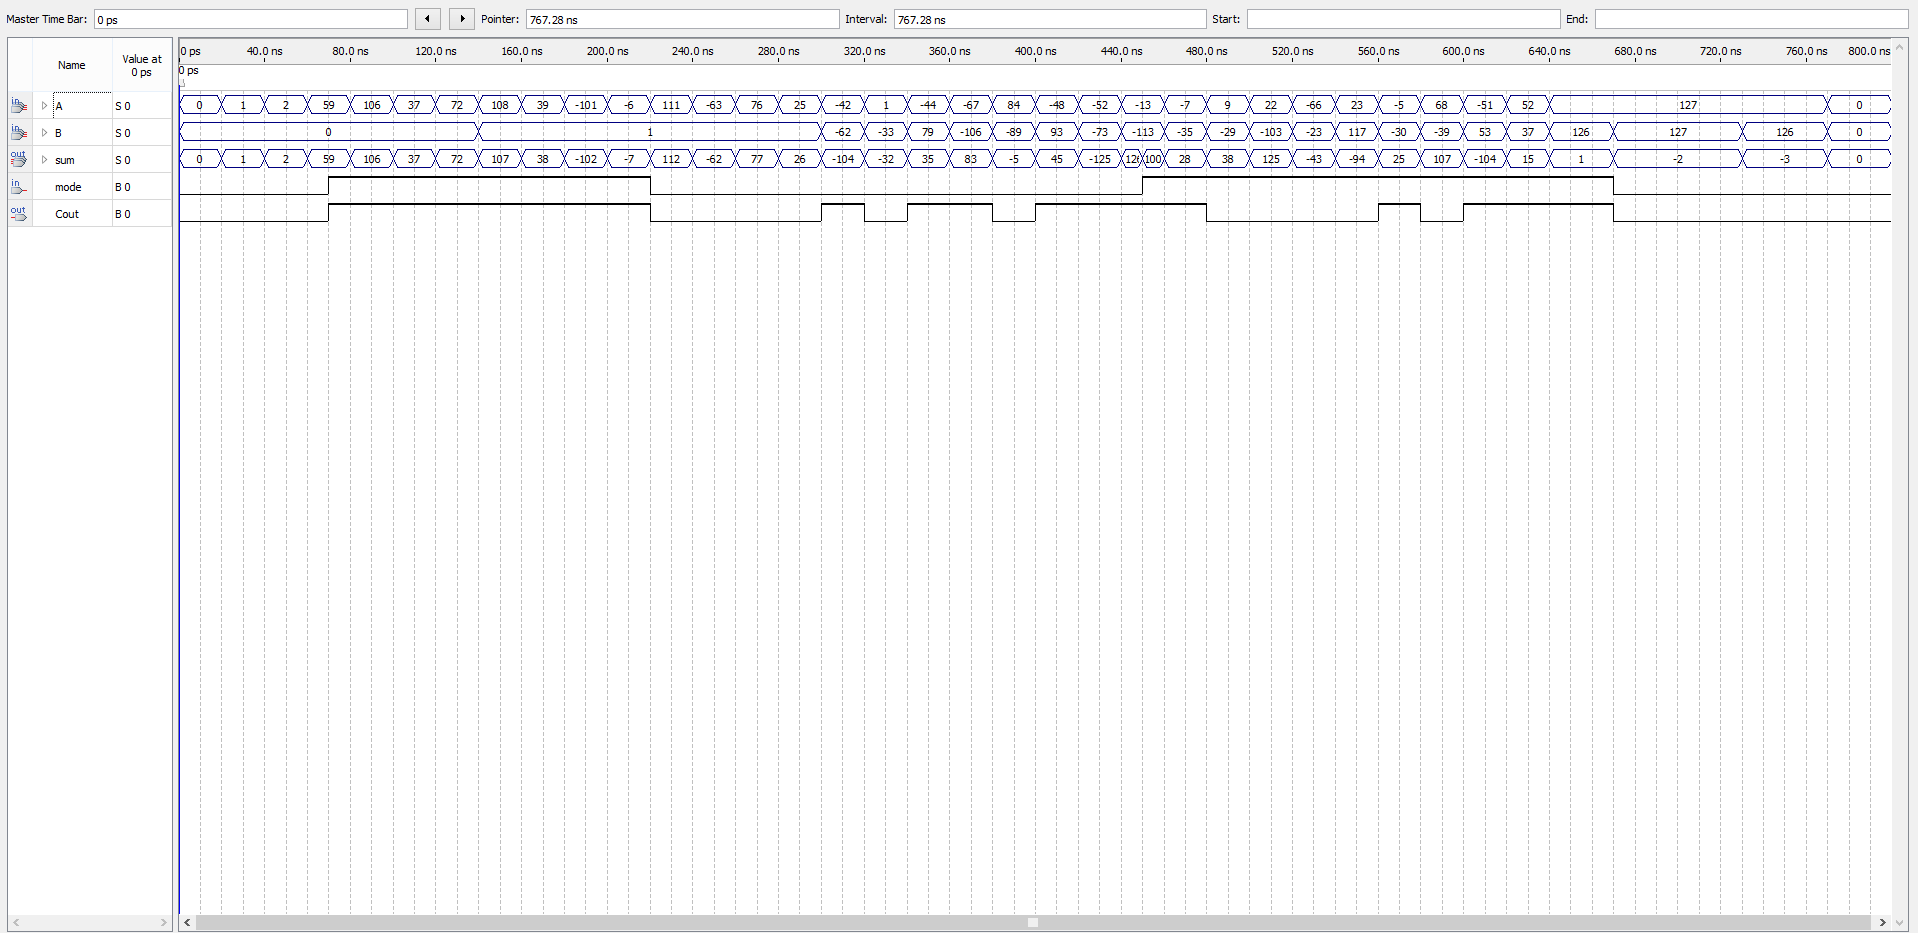 Master Time Bar: 0 ps Pointer: 767.28 ns Interval: 767.28 ns Start: End:
Name Value at 0 ps
0 ps 40.0 ns 80.0 ns 120.0 ns 160.0 ns 200.0 ns 240.0 ns 280.0 ns 320.0 ns 360.0 ns 400.0 ns 440.0 ns 480.0 ns 520.0 ns 560.0 ns 600.0 ns 640.0 ns 680.0 ns 720.0 ns 760.0 ns 800.0 ns
0 ps
in A S 0 0 1 2 59 106 37 72 108 39 -101 -6 111 -63 76 25 -42 1 -44 -67 84 -48 -52 -13 -7 9 22 -66 23 -5 68 -51 52 127 0
in B S 0 0 1 -62 -33 79 -106 -89 93 -73 -113 -35 -29 -103 -23 117 -30 -39 53 37 126 127 126 0
out sum S 0 0 1 2 59 106 37 72 107 38 -102 -7 112 -62 77 26 -104 -32 35 83 -5 45 -125 100 28 38 125 -43 -94 25 107 -104 15 1 -2 -3 0
in mode B 0
out Cout B 0